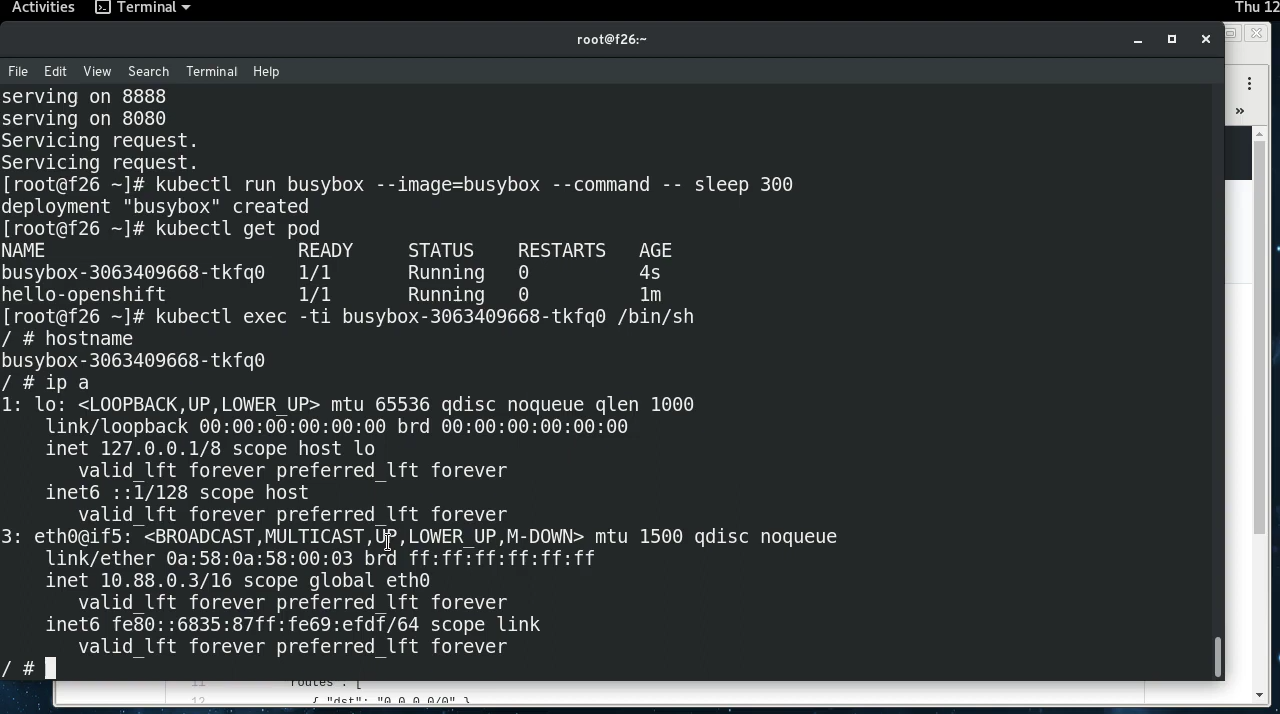 Activities Terminal Thu 12
root@f26:~
File Edit View Search Terminal Help
serving on 8888
serving on 8080
Servicing request.
Servicing request.
[root@f26 ~]# kubectl run busybox --image=busybox --command -- sleep 300
deployment "busybox" created
[root@f26 ~]# kubectl get pod
NAME READY STATUS RESTARTS AGE
busybox-3063409668-tkfq0 1/1 Running 0 4s
hello-openshift 1/1 Running 0 1m
[root@f26 ~]# kubectl exec -ti busybox-3063409668-tkfq0 /bin/sh
/ # hostname
busybox-3063409668-tkfq0
/ # ip a
1: lo: <LOOPBACK,UP,LOWER_UP> mtu 65536 qdisc noqueue qlen 1000
link/loopback 00:00:00:00:00:00 brd 00:00:00:00:00:00
inet 127.0.0.1/8 scope host lo
valid_lft forever preferred_lft forever
inet6 ::1/128 scope host
valid_lft forever preferred_lft forever
3: eth0@if5: <BROADCAST,MULTICAST,UP,LOWER_UP,M-DOWN> mtu 1500 qdisc noqueue
link/ether 0a:58:0a:58:00:03 brd ff:ff:ff:ff:ff:ff
inet 10.88.0.3/16 scope global eth0
valid_lft forever preferred_lft forever
inet6 fe80::6835:87ff:fe69:efdf/64 scope link
valid_lft forever preferred_lft forever
/ #
11 "routes": [
12 { "dst": "0.0.0.0/0" }